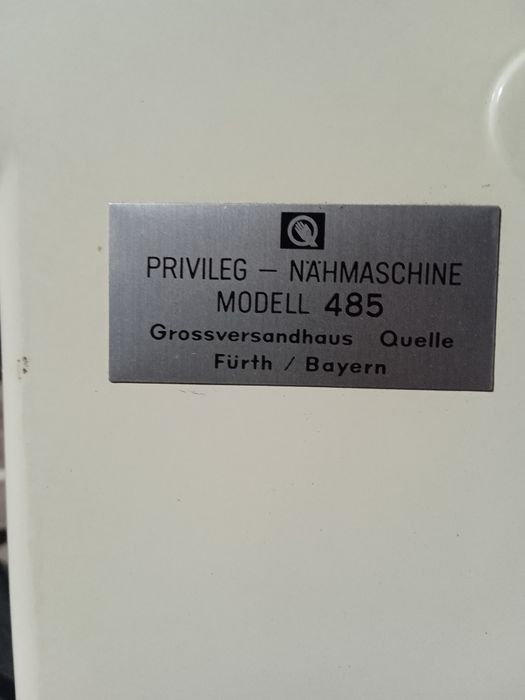 Q
PRIVILEG – NÄHMASCHINE
MODELL 485
Grossversandhaus Quelle
Fürth / Bayern